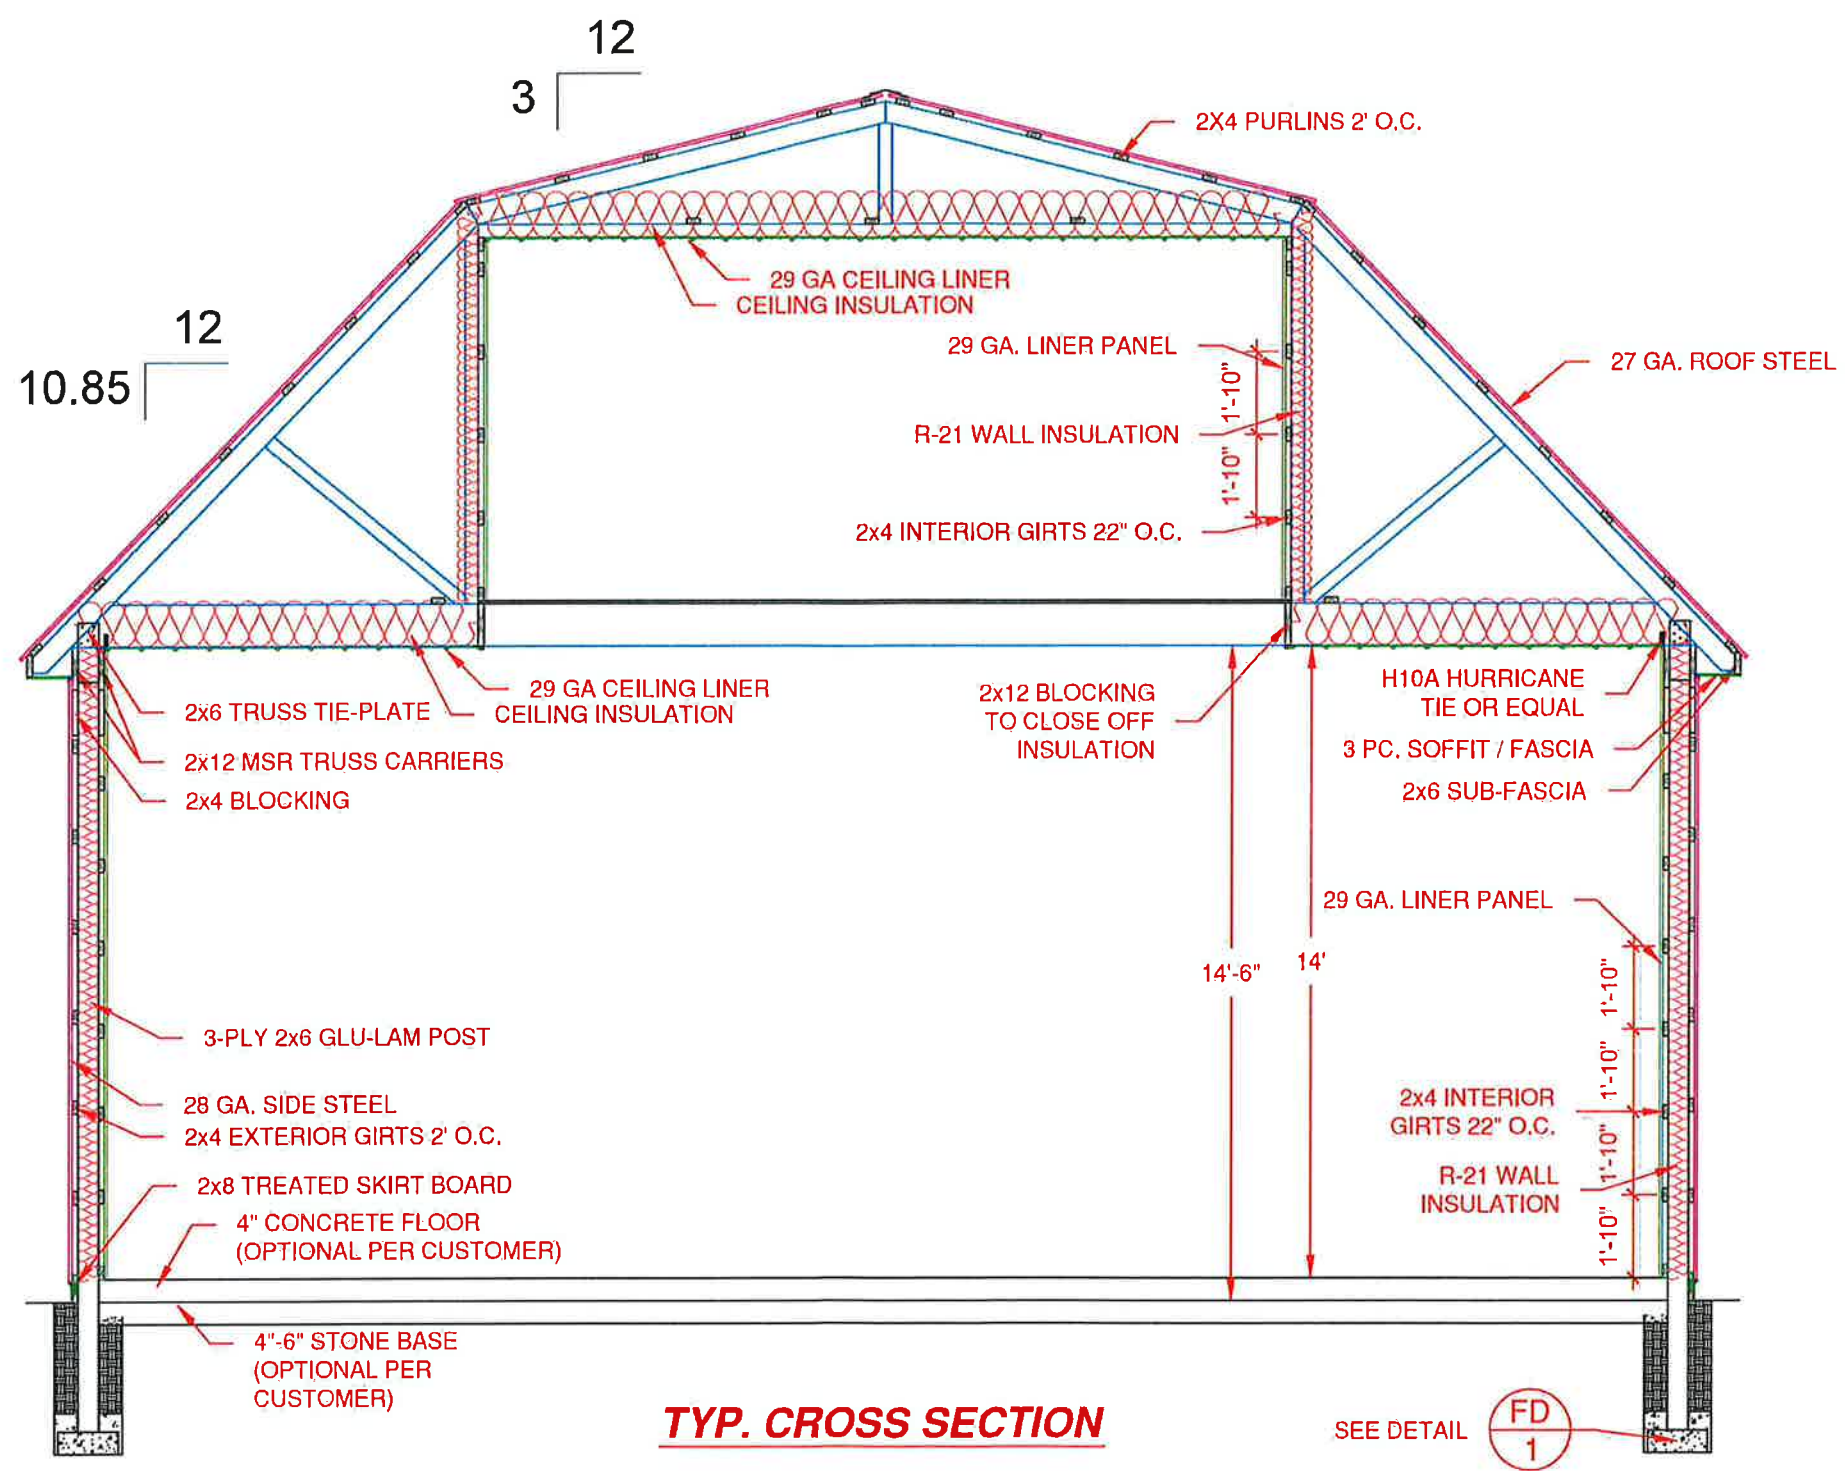 12
3
2X4 PURLINS 2' O.C.
29 GA CEILING LINER
CEILING INSULATION
12
10.85
29 GA. LINER PANEL
1'-10"
27 GA. ROOF STEEL
R-21 WALL INSULATION
1'-10"
2x4 INTERIOR GIRTS 22" O.C.
29 GA CEILING LINER
CEILING INSULATION
2x6 TRUSS TIE-PLATE
2x12 MSR TRUSS CARRIERS
2x4 BLOCKING
2x12 BLOCKING
TO CLOSE OFF
INSULATION
H10A HURRICANE
TIE OR EQUAL
3 PC. SOFFIT / FASCIA
2x6 SUB-FASCIA
29 GA. LINER PANEL
14'-6"
14'
1'-10"
1'-10"
1'-10"
1'-10"
3-PLY 2x6 GLU-LAM POST
28 GA. SIDE STEEL
2x4 EXTERIOR GIRTS 2' O.C.
2x4 INTERIOR
GIRTS 22" O.C.
R-21 WALL
INSULATION
2x8 TREATED SKIRT BOARD
4" CONCRETE FLOOR
(OPTIONAL PER CUSTOMER)
4"-6" STONE BASE
(OPTIONAL PER
CUSTOMER)
TYP. CROSS SECTION
SEE DETAIL
FD
1